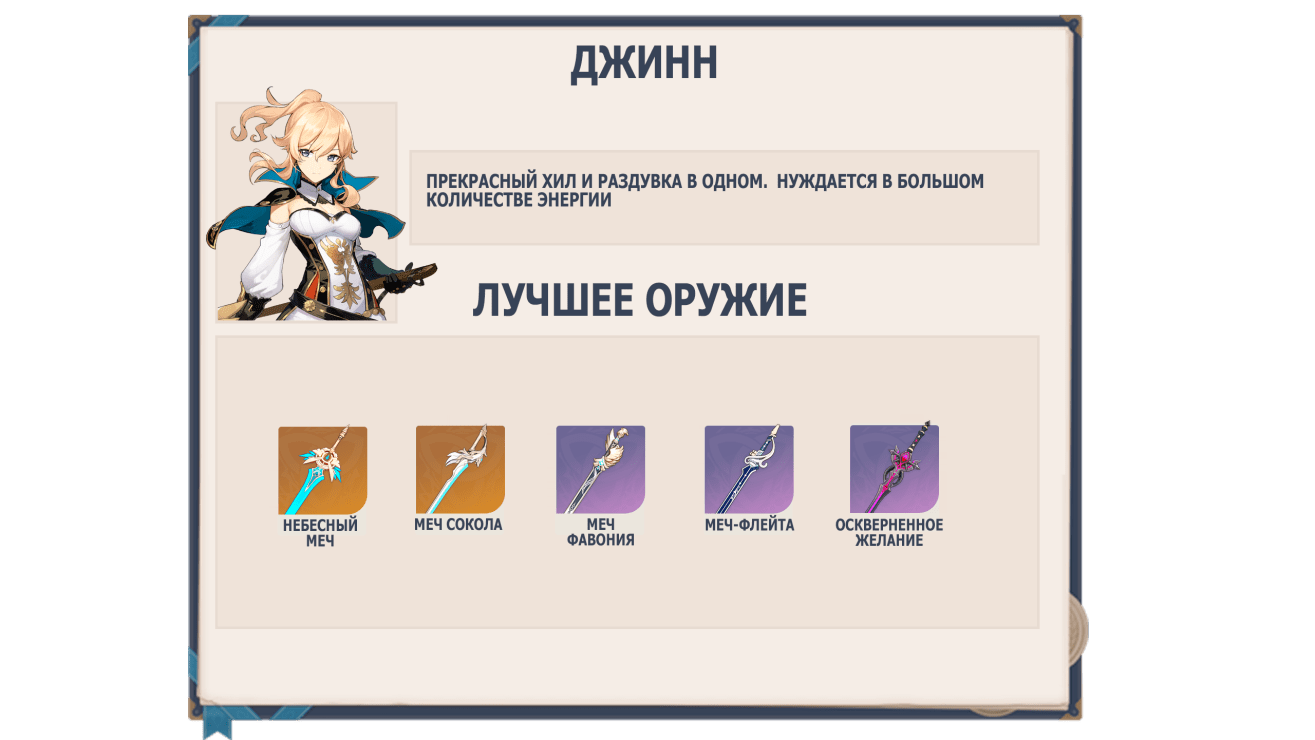 ДЖИНН
ПРЕКРАСНЫЙ ХИЛ И РАЗДУВКА В ОДНОМ. НУЖДАЕТСЯ В БОЛЬШОМ
КОЛИЧЕСТВЕ ЭНЕРГИИ
ЛУЧШЕЕ ОРУЖИЕ
НЕБЕСНЫЙ
МЕЧ
МЕЧ СОКОЛА
МЕЧ
ФАВОНИЯ
МЕЧ-ФЛЕЙТА
ОСКВЕРНЕННОЕ
ЖЕЛАНИЕ